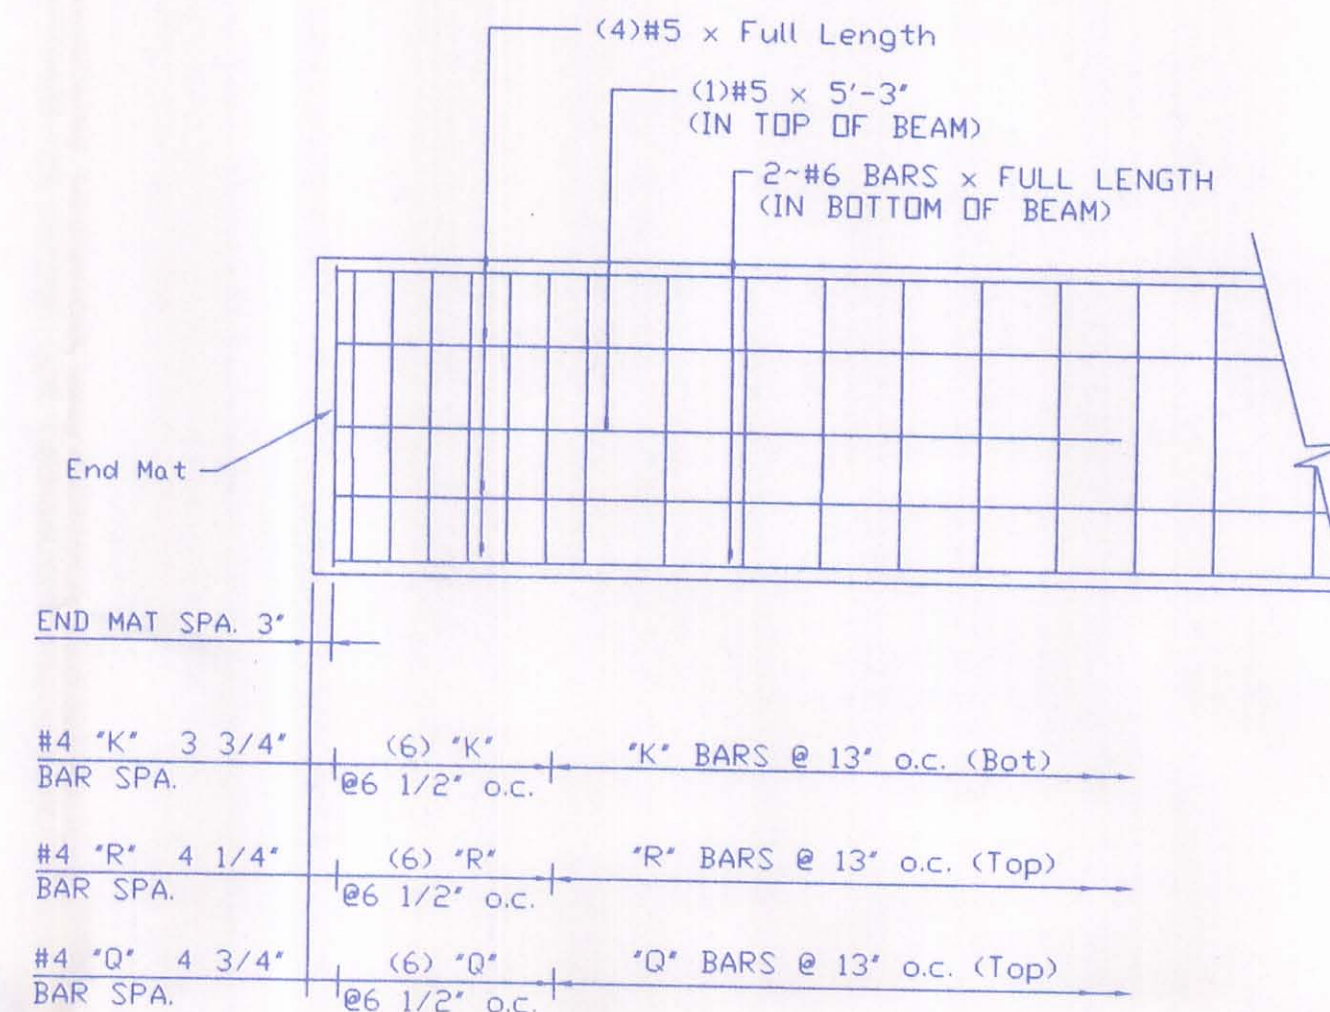 (4)#5 x Full Length
(1)#5 x 5'-3"
(IN TOP OF BEAM)
2~#6 BARS x FULL LENGTH
(IN BOTTOM OF BEAM)
End Mat
END MAT SPA. 3"
#4 "K" 3 3/4"
BAR SPA.
(6) "K"
@6 1/2" o.c.
"K" BARS @ 13" o.c. (Bot)
#4 "R" 4 1/4"
BAR SPA.
(6) "R"
@6 1/2" o.c.
"R" BARS @ 13" o.c. (Top)
#4 "Q" 4 3/4"
BAR SPA.
(6) "Q"
@6 1/2" o.c.
"Q" BARS @ 13" o.c. (Top)